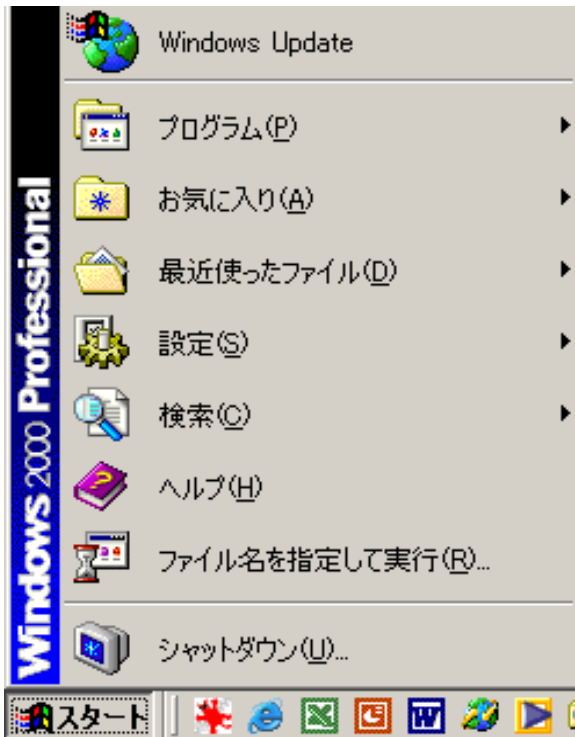 Windows Update
プログラム(P)
お気に入り(A)
最近使ったファイル(D)
設定(S)
検索(C)
ヘルプ(H)
ファイル名を指定して実行(R)...
シャットダウン(U)...
Windows 2000 Professional
スタート